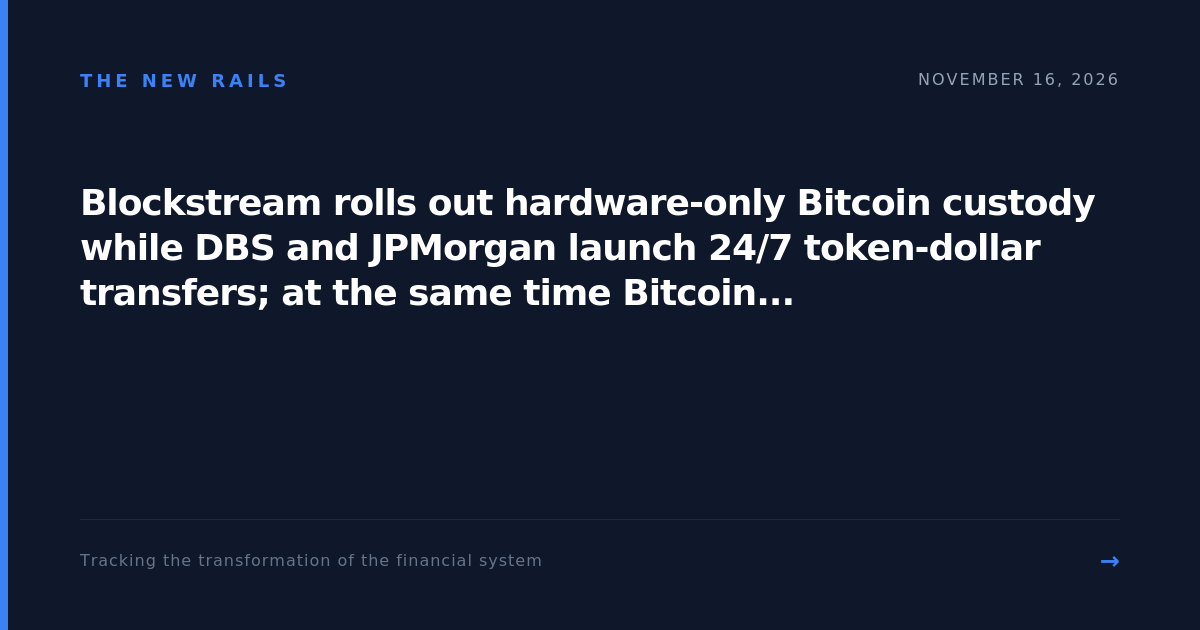 THE NEW RAILS
NOVEMBER 16, 2026
Blockstream rolls out hardware-only Bitcoin custody
while DBS and JPMorgan launch 24/7 token-dollar
transfers; at the same time Bitcoin...
Tracking the transformation of the financial system
→